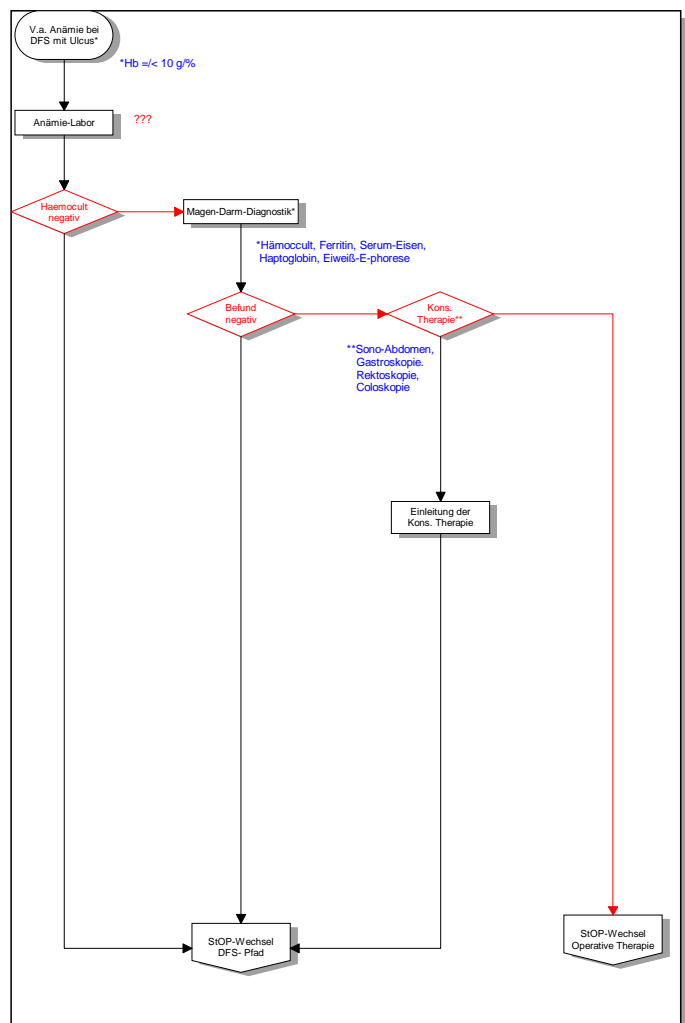 V.a. Anämie bei
DFS mit Ulcus*
*Hb =/< 10 g/%
Anämie-Labor
???
Haemocult
negativ
Magen-Darm-Diagnostik*
*Hämoccult, Ferritin, Serum-Eisen,
Haptoglobin, Eiweiß-E-phorese
Befund
negativ
Kons.
Therapie**
**Sono-Abdomen,
Gastroskopie.
Rektoskopie,
Coloskopie
Einleitung der
Kons. Therapie
StOP-Wechsel
DFS- Pfad
StOP-Wechsel
Operative Therapie